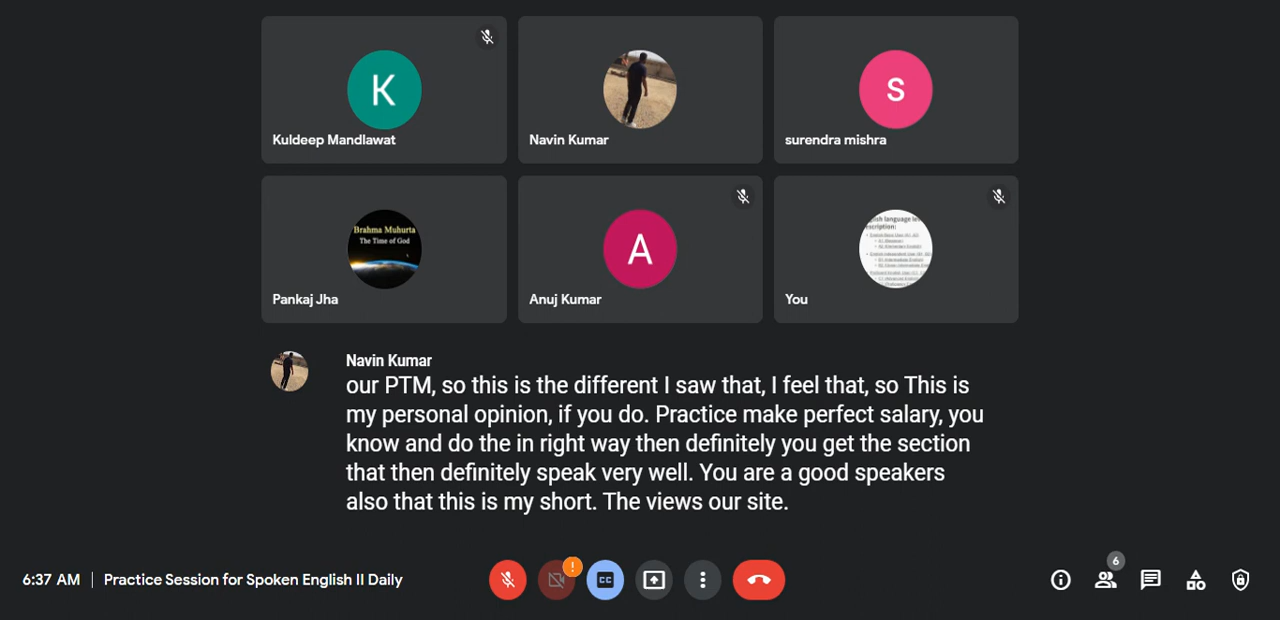 K
Kuldeep Mandlawat
Navin Kumar
S
surendra mishra
Brahma Muhurta
The Time of God
Pankaj Jha
A
Anuj Kumar
You
Navin Kumar
our PTM, so this is the different I saw that, I feel that, so This is
my personal opinion, if you do. Practice make perfect salary, you
know and do the in right way then definitely you get the section
that then definitely speak very well. You are a good speakers
also that this is my short. The views our site.
6:37 AM | Practice Session for Spoken English II Daily
!
CC
6